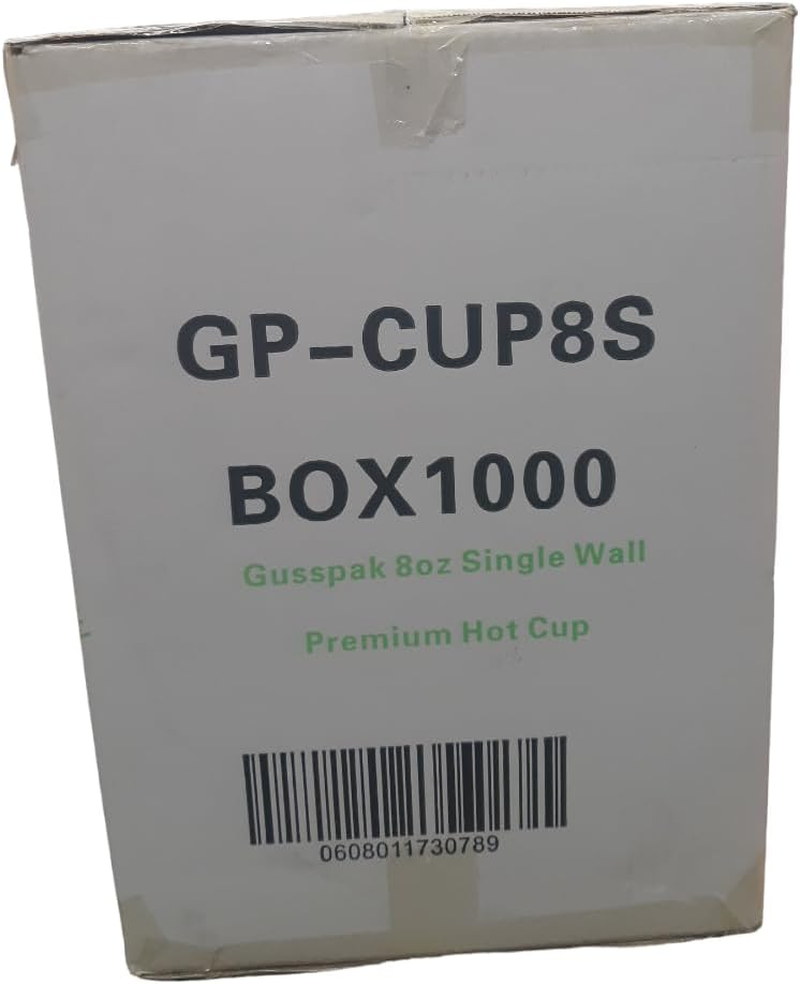 GP-CUP8S
BOX1000
Gusspak 8oz Single Wall
Premium Hot Cup
0608011730789